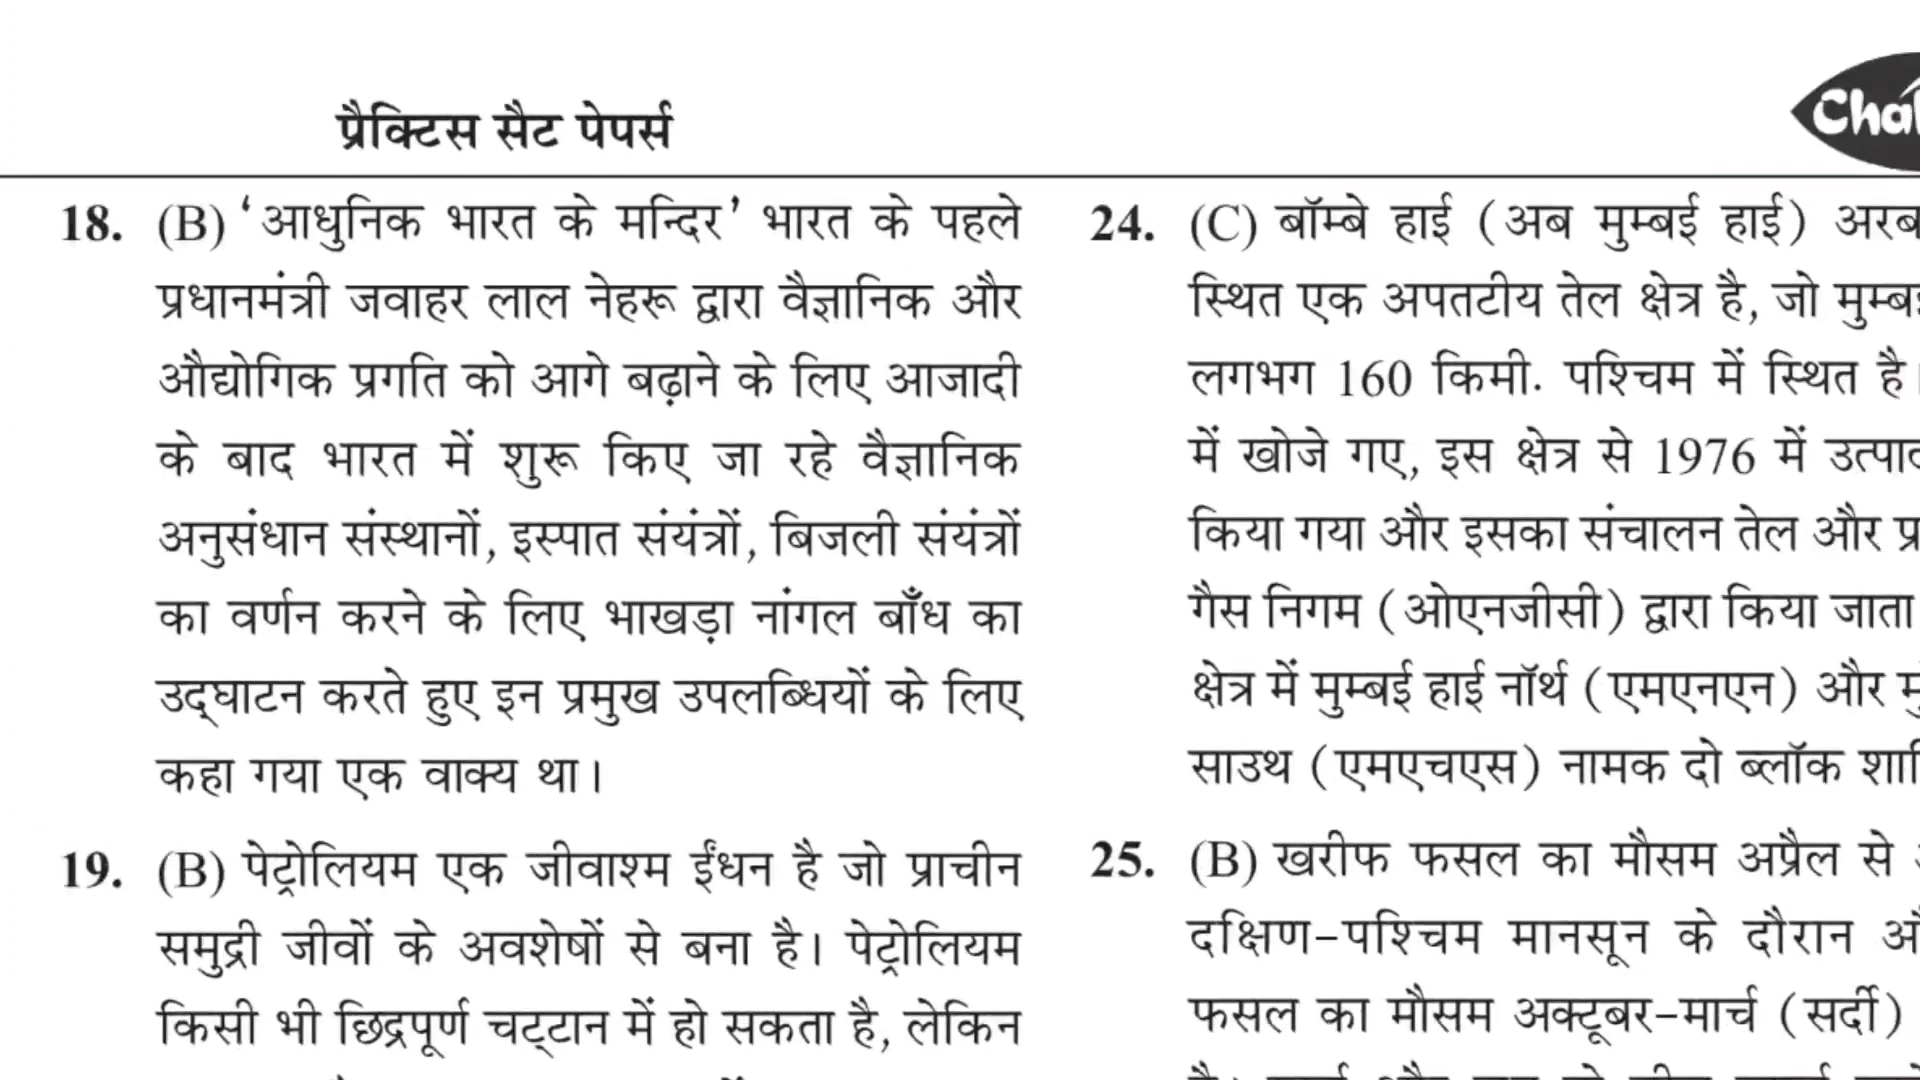 प्रैक्टिस सैट पेपर्स
18. (B) ‘आधुनिक भारत के मन्दिर’ भारत के पहले
प्रधानमंत्री जवाहर लाल नेहरू द्वारा वैज्ञानिक और
औद्योगिक प्रगति को आगे बढ़ाने के लिए आजादी
के बाद भारत में शुरू किए जा रहे वैज्ञानिक
अनुसंधान संस्थानों, इस्पात संयंत्रों, बिजली संयंत्रों
का वर्णन करने के लिए भाखड़ा नांगल बाँध का
उद्घाटन करते हुए इन प्रमुख उपलब्धियों के लिए
कहा गया एक वाक्य था।
19. (B) पेट्रोलियम एक जीवाश्म ईंधन है जो प्राचीन
समुद्री जीवों के अवशेषों से बना है। पेट्रोलियम
किसी भी छिद्रपूर्ण चट्टान में हो सकता है, लेकिन
24. (C) बॉम्बे हाई (अब मुम्बई हाई) अरब
स्थित एक अपतटीय तेल क्षेत्र है, जो
लगभग 160 किमी. पश्चिम में स्थित है।
में खोजे गए, इस क्षेत्र से 1976 में
किया गया और इसका संचालन तेल और
गैस निगम (ओएनजीसी) द्वारा किया जाता
क्षेत्र में मुम्बई हाई नॉर्थ (एमएनएन) और
साउथ (एमएचएस) नामक दो ब्लॉक
25. (B) खरीफ फसल का मौसम अप्रैल से
दक्षिण-पश्चिम मानसून के दौरान
फसल का मौसम अक्टूबर-मार्च (सर्दी)